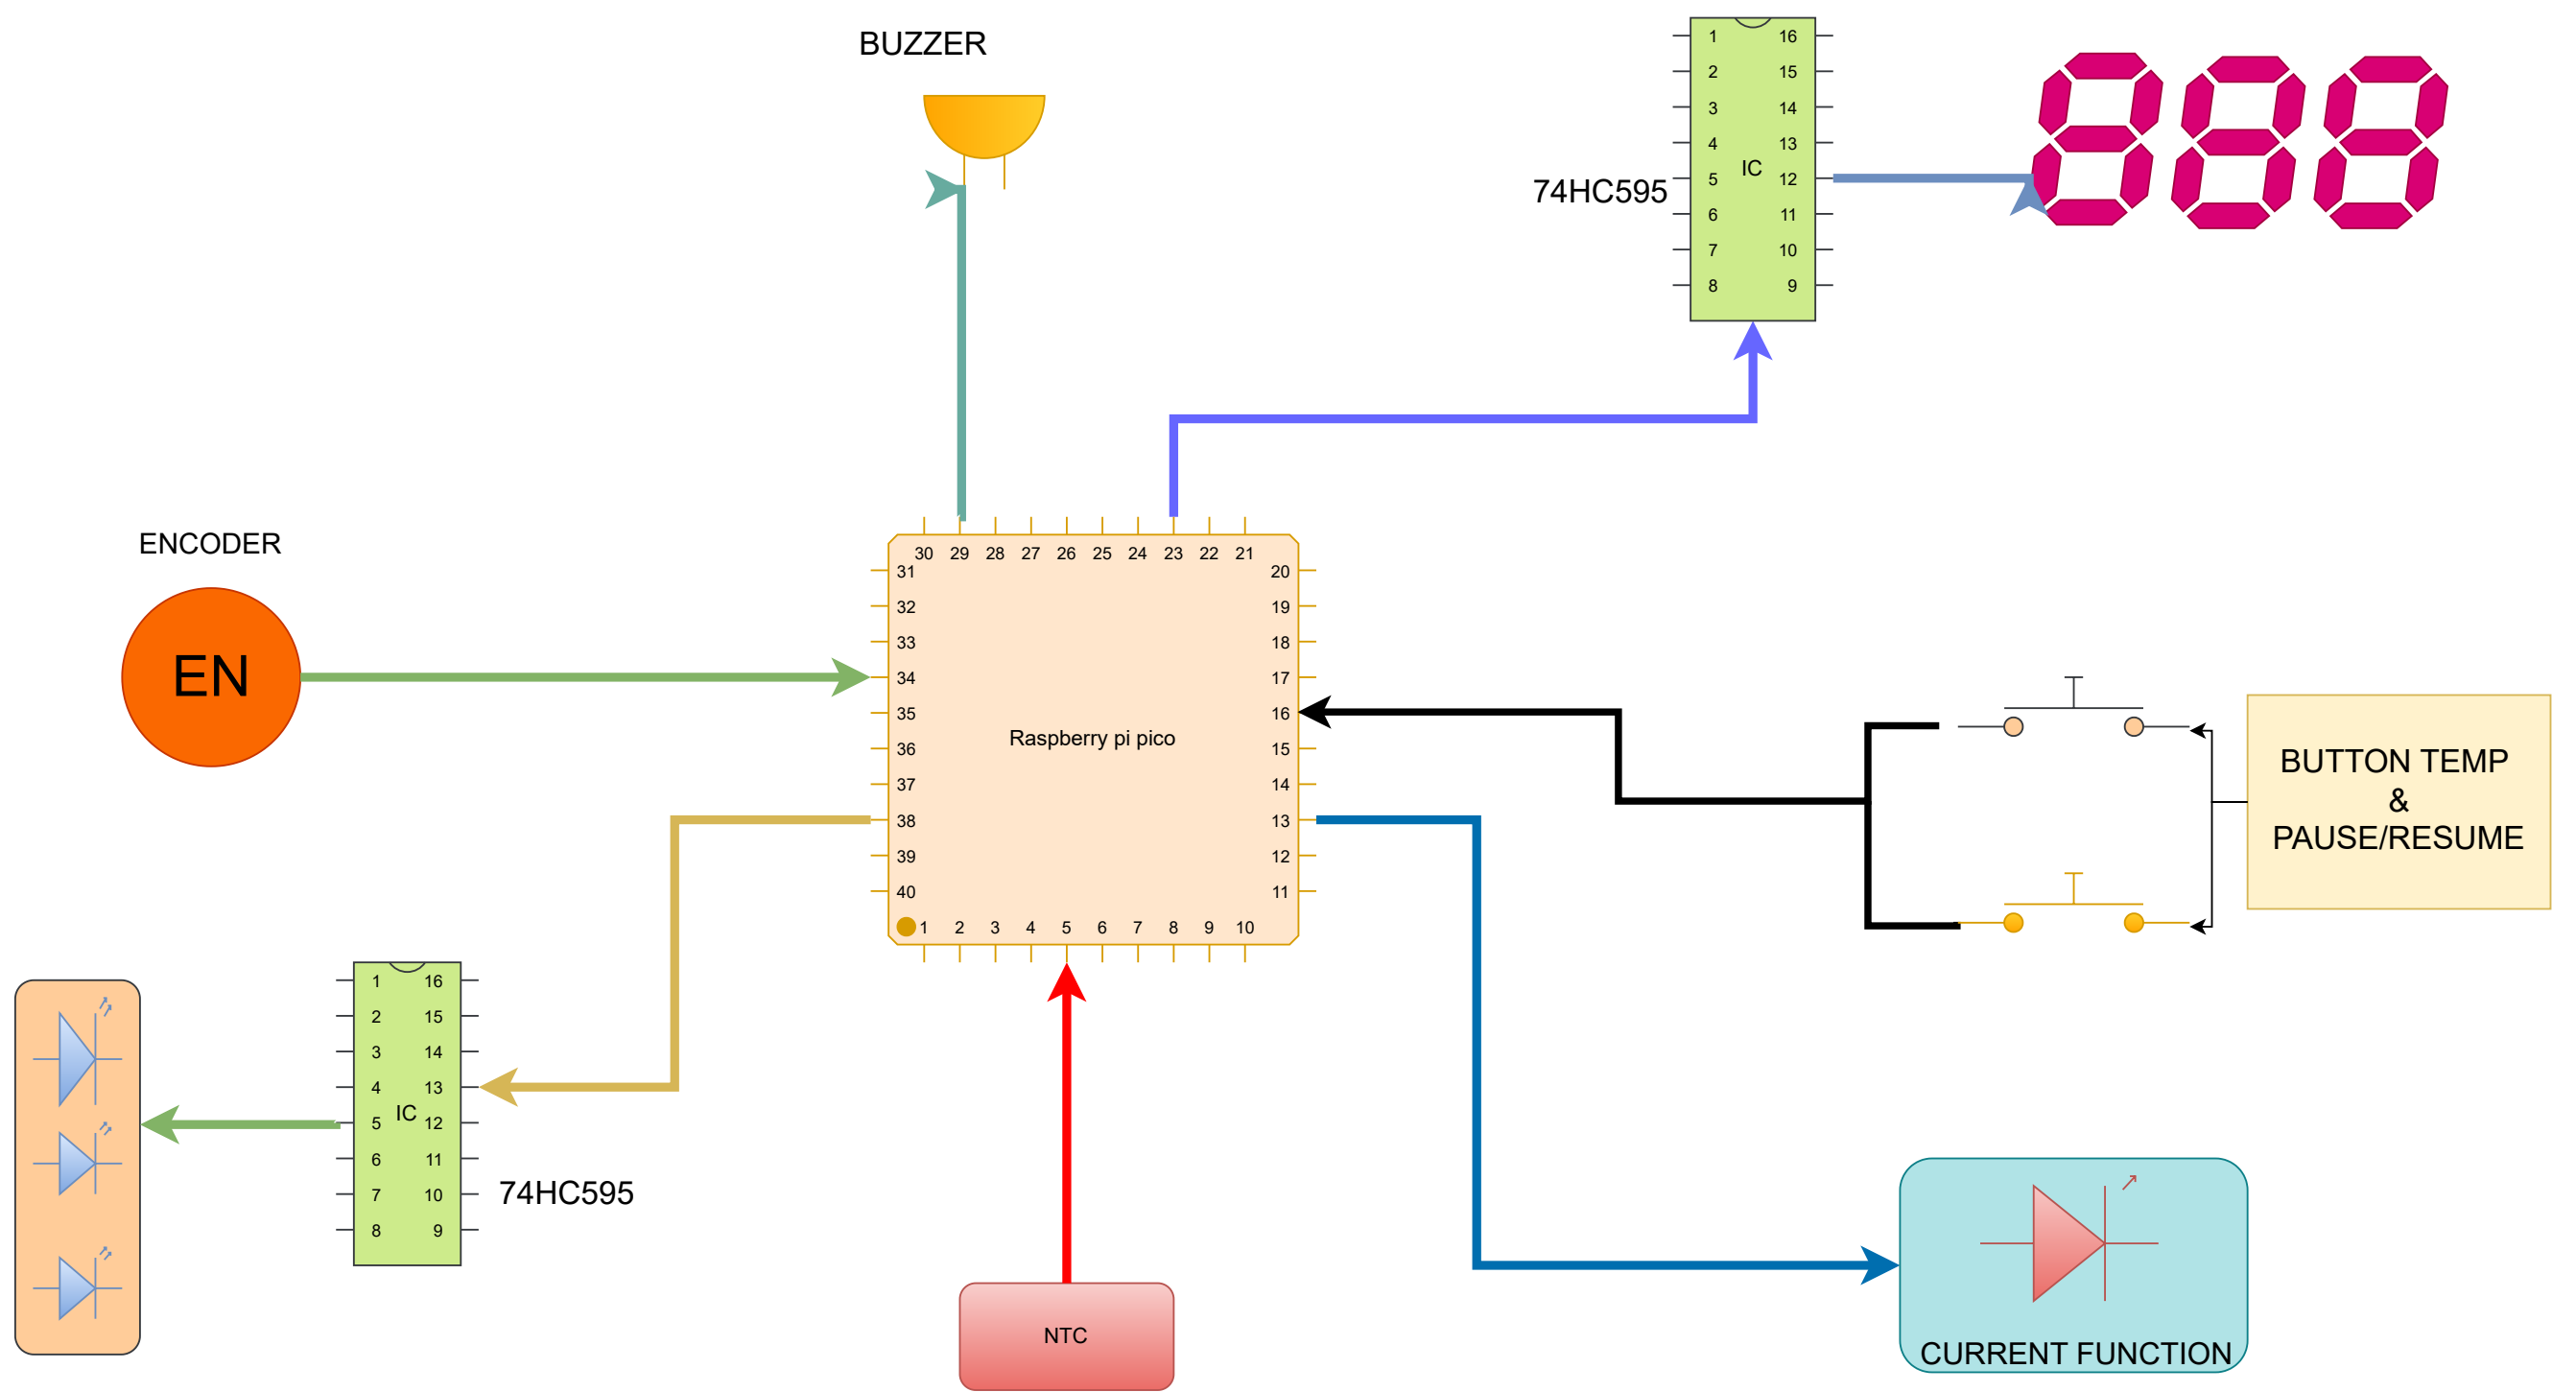 BUZZER
1 16
2 15
3 14
4 13
IC
5 12
74HC595
6 11
7 10
8 9
ENCODER
EN
30 29 28 27 26 25 24 23 22 21
31 20
32 19
33 18
34 17
35 16
36 15
Raspberry pi pico
37 14
38 13
39 12
40 11
1 2 3 4 5 6 7 8 9 10
BUTTON TEMP
&
PAUSE/RESUME
1 16
2 15
3 14
4 13
IC
5 12
6 11
7 10
74HC595
8 9
NTC
CURRENT FUNCTION